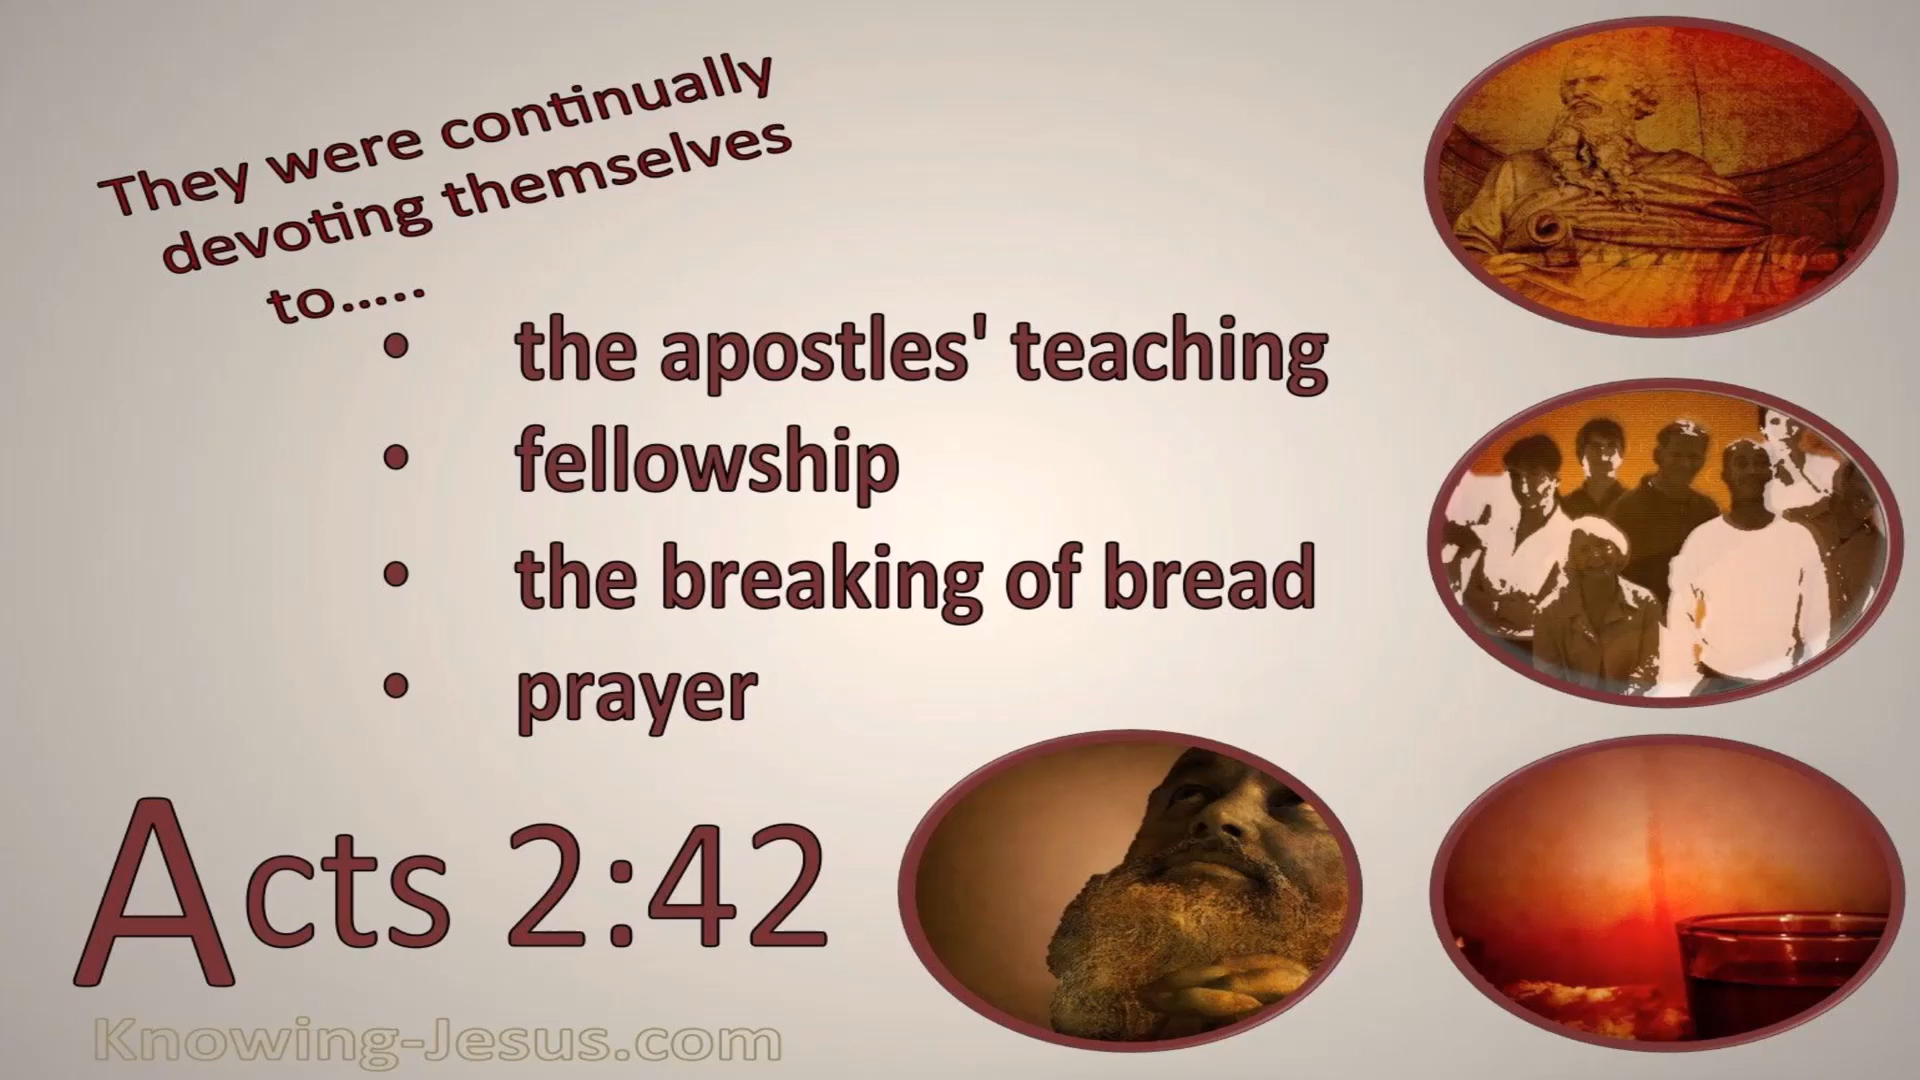 They were continually
devoting themselves
to.....
• the apostles' teaching
• fellowship
• the breaking of bread
• prayer
Acts 2:42
Knowing-Jesus.com